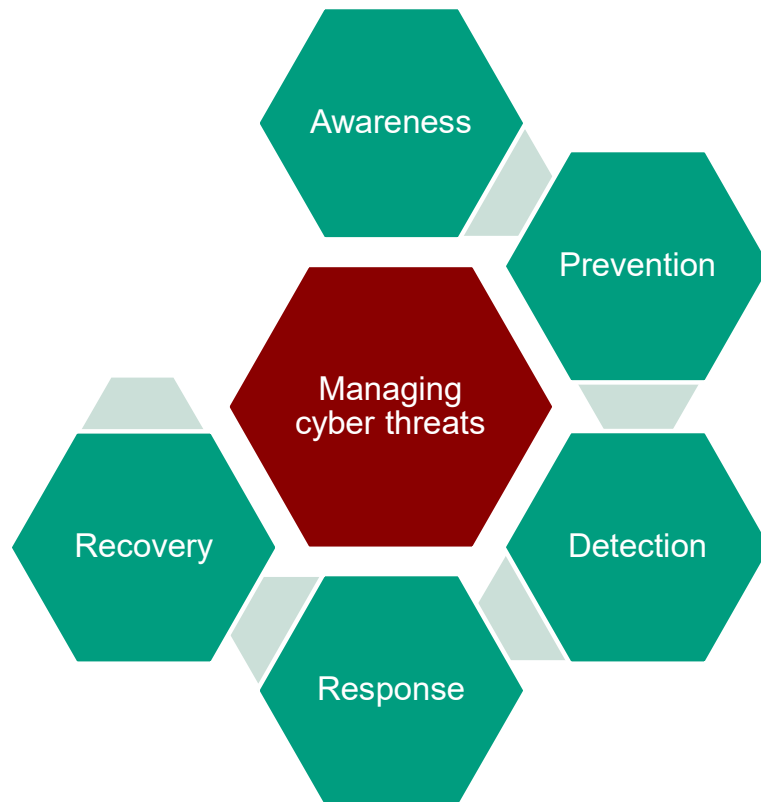 Awareness
Prevention
Managing
cyber threats
Detection
Recovery
Response